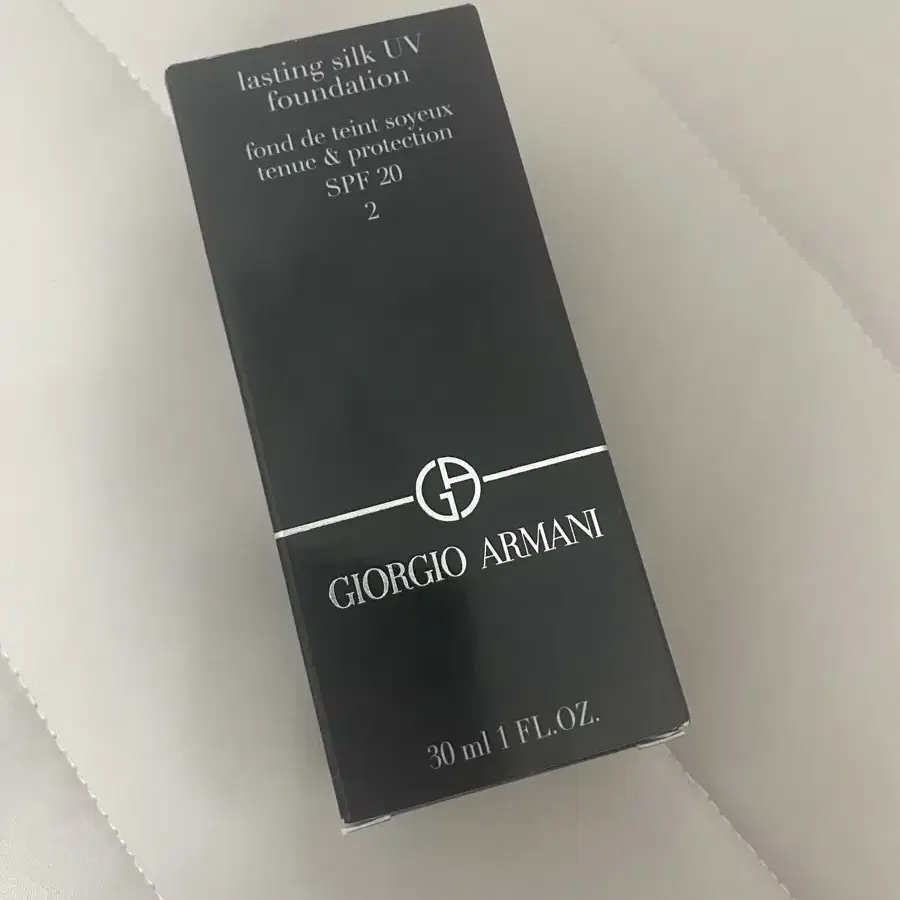 lasting silk UV
foundation
fond de teint soyeux
tenue & protection
SPF 20
2
GA
GIORGIO ARMANI
30 ml 1 FL.OZ.